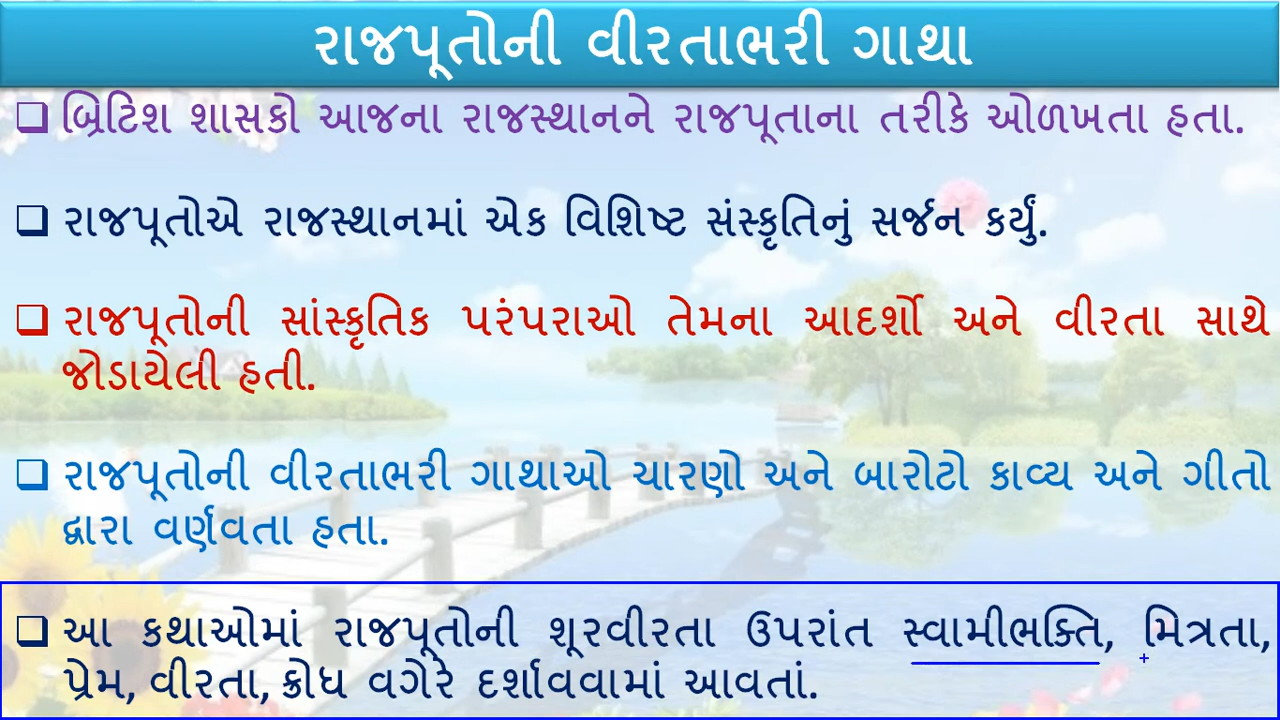 રાજપૂતોની વીરતાભરી ગાથા
❑ બ્રિટિશ શાસકો આજના રાજસ્થાનને રાજપૂતાના તરીકે ઓળખતા હતા.
❑ રાજપૂતોએ રાજસ્થાનમાં એક વિશિષ્ટ સંસ્કૃતિનું સર્જન કર્યું.
❑ રાજપૂતોની સાંસ્કૃતિક પરંપરાઓ તેમના આદર્શો અને વીરતા સાથે
જોડાયેલી હતી.
❑ રાજપૂતોની વીરતાભરી ગાથાઓ ચારણો અને બારોટો કાવ્ય અને ગીતો
દ્વારા વર્ણવતા હતા.
❑ આ કથાઓમાં રાજપૂતોની શૂરવીરતા ઉપરાંત સ્વામીભક્તિ, મિત્રતા,
પ્રેમ, વીરતા, ક્રોધ વગેરે દર્શાવવામાં આવતાં.